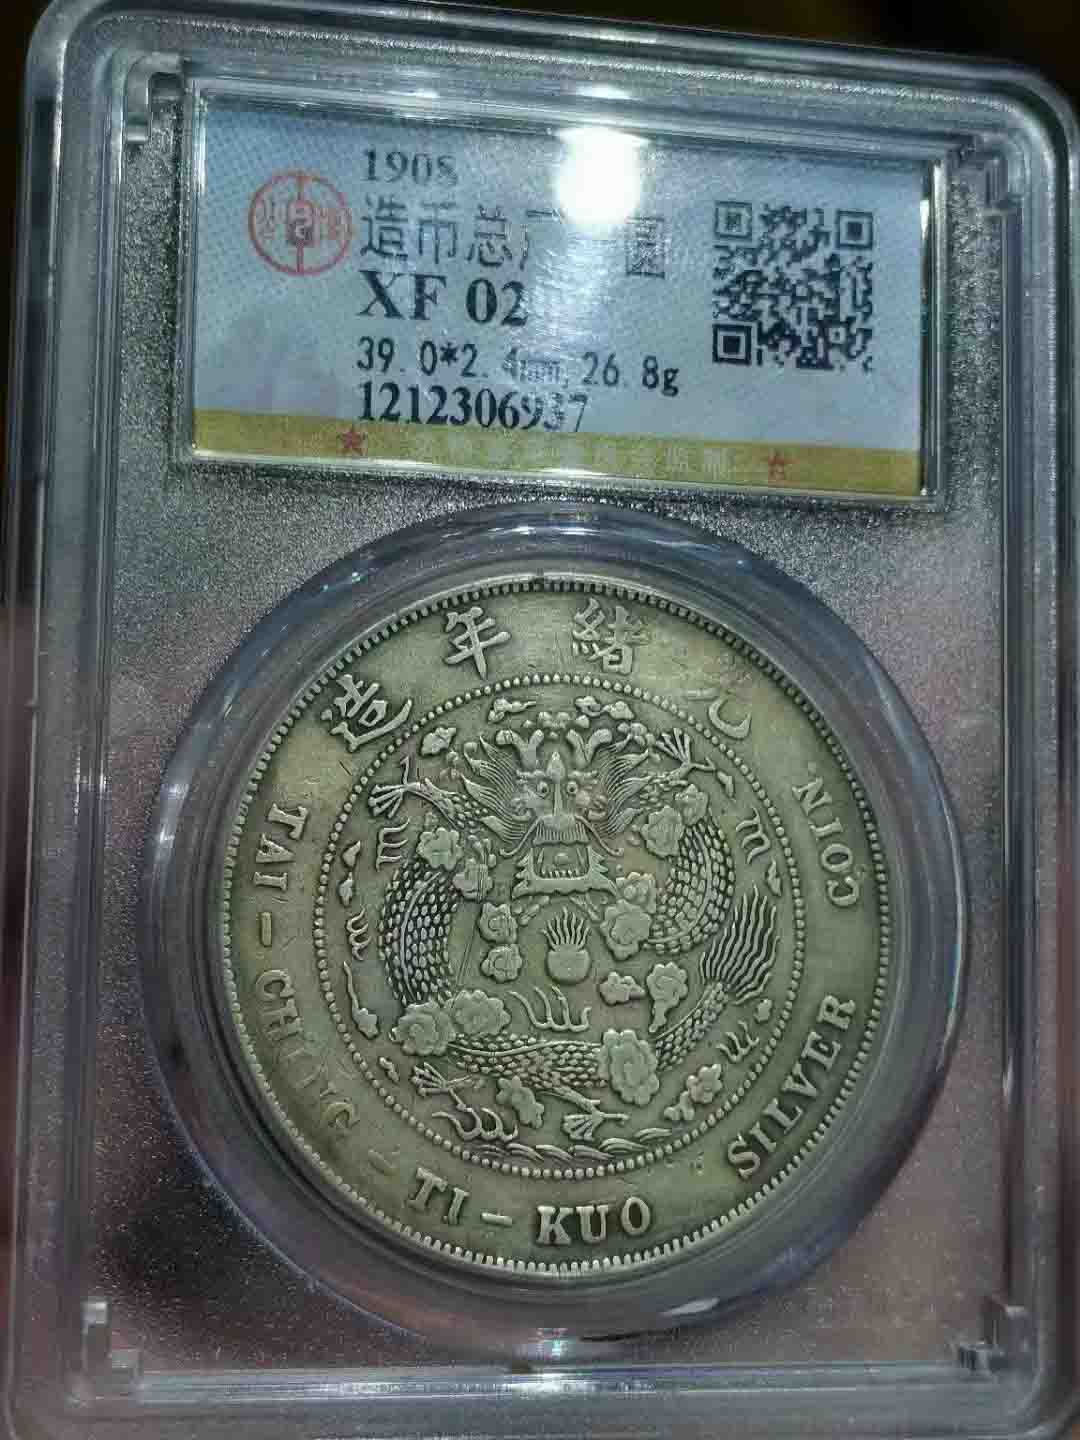 1908
造币总厂 圆
XF 02
39.0*2.4mm,26.8g
1212306937
造年緒光
TAI-CHING-TI-KUO SILVER COIN